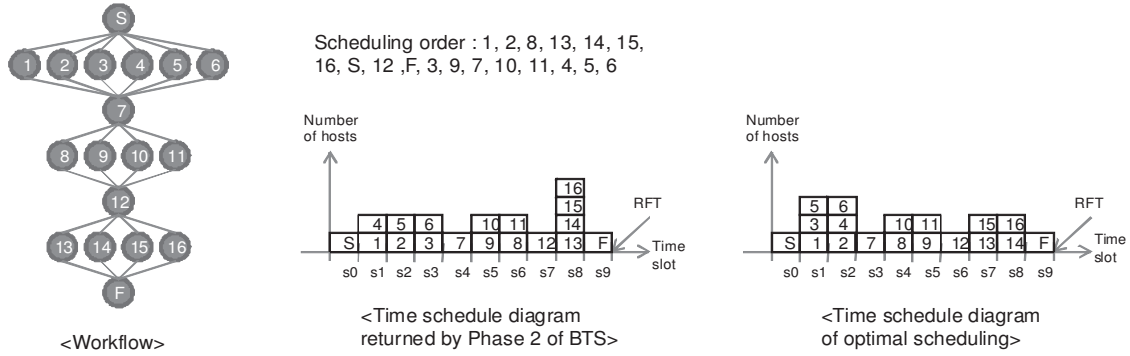 S
1 2 3 4 5 6
7
8 9 10 11
12
13 14 15 16
F
<Workflow>
Scheduling order : 1, 2, 8, 13, 14, 15,
16, S, 12 ,F, 3, 9, 7, 10, 11, 4, 5, 6
Number
of hosts
16
15
4 5 6 10 11 14
S 1 2 3 7 9 8 12 13 F
RFT
Time
slot
s0 s1 s2 s3 s4 s5 s6 s7 s8 s9
<Time schedule diagram
returned by Phase 2 of BTS>
Number
of hosts
5 6
3 4 10 11 15 16
S 1 2 7 8 9 12 13 14 F
RFT
Time
slot
s0 s1 s2 s3 s4 s5 s6 s7 s8 s9
<Time schedule diagram
of optimal scheduling>